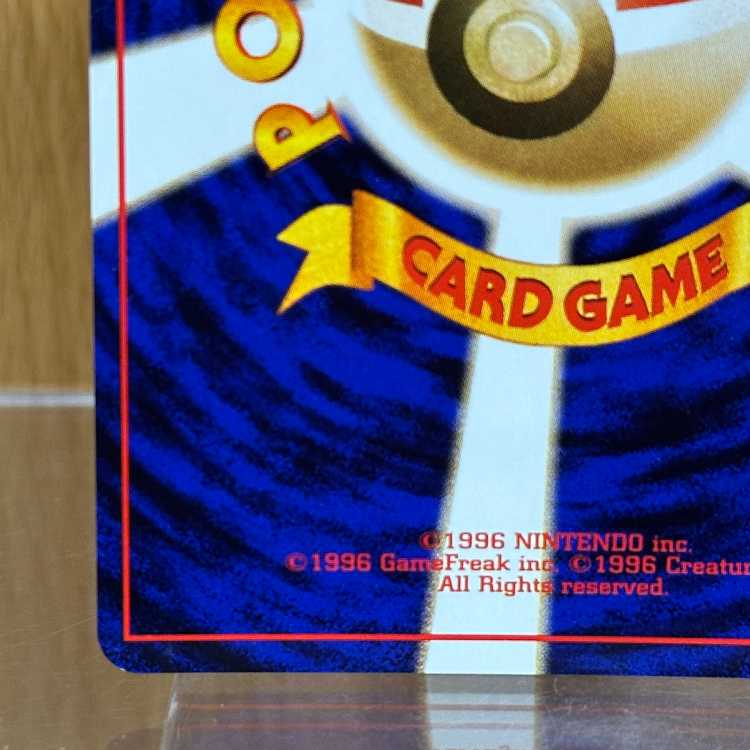 PO
CARD GAME
©1996 NINTENDO inc.
©1996 GameFreak inc. ©1996 Creatur
All Rights reserved.